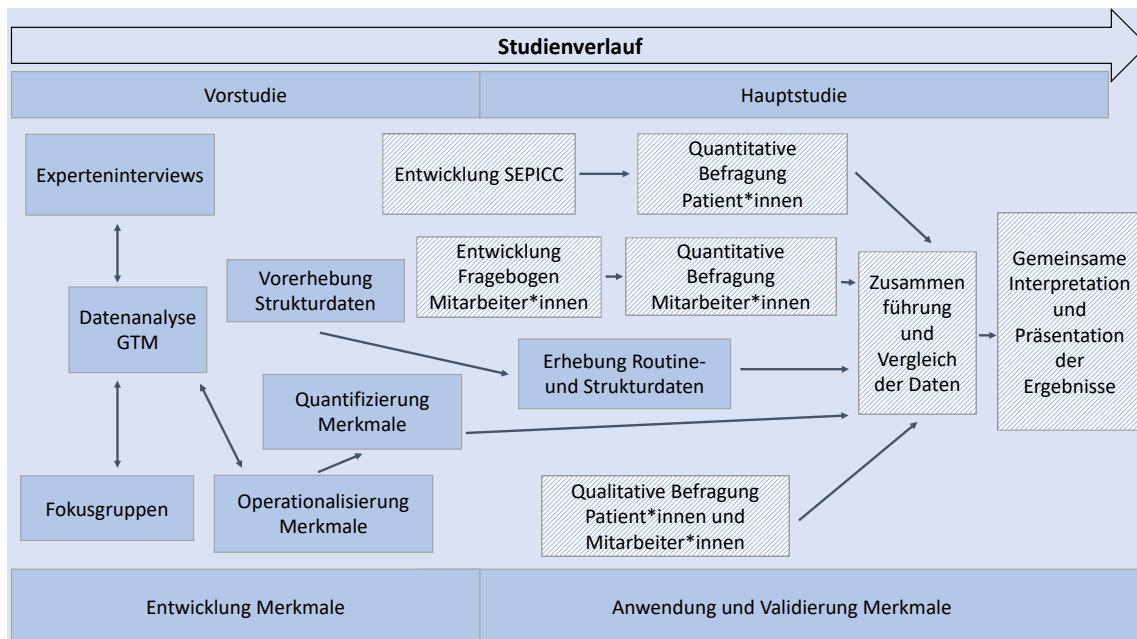 Studienverlauf
Vorstudie
Hauptstudie
Experteninterviews
Entwicklung SEPICC
Quantitative
Befragung
Patient*innen
Vorerhebung
Strukturdaten
Entwicklung
Fragebogen
Mitarbeiter*innen
Quantitative
Befragung
Mitarbeiter*innen
Zusammen
führung
und
Vergleich
der Daten
Gemeinsame
Interpretation
und
Präsentation
der
Ergebnisse
Datenanalyse
GTM
Erhebung Routine-
und Strukturdaten
Quantifizierung
Merkmale
Fokusgruppen
Operationalisierung
Merkmale
Qualitative Befragung
Patient*innen und
Mitarbeiter*innen
Entwicklung Merkmale
Anwendung und Validierung Merkmale